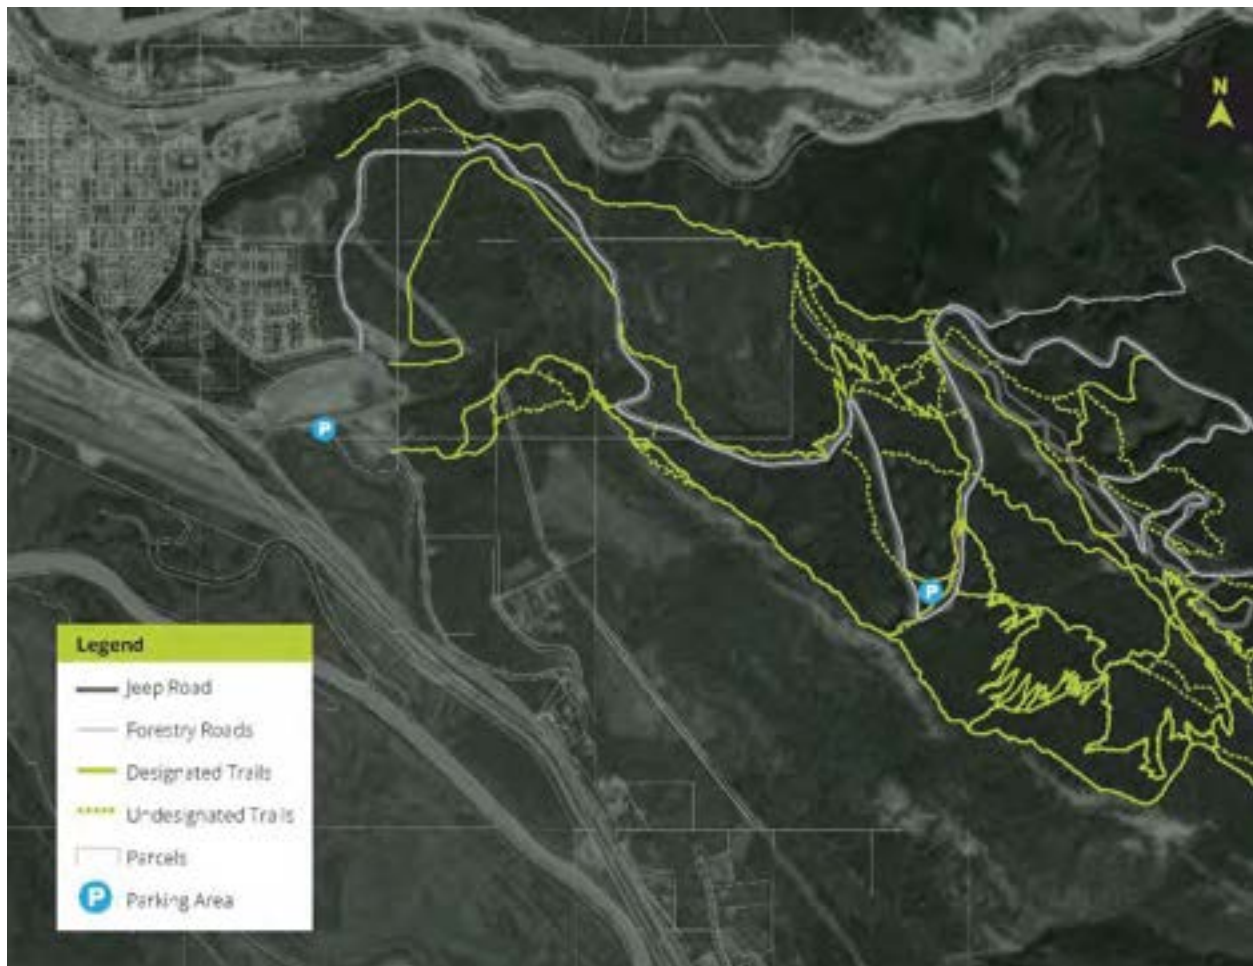 N
P
P
Legend
Jeep Road
Forestry Roads
Designated Trails
Undesignated Trails
Parcels
P Parking Area